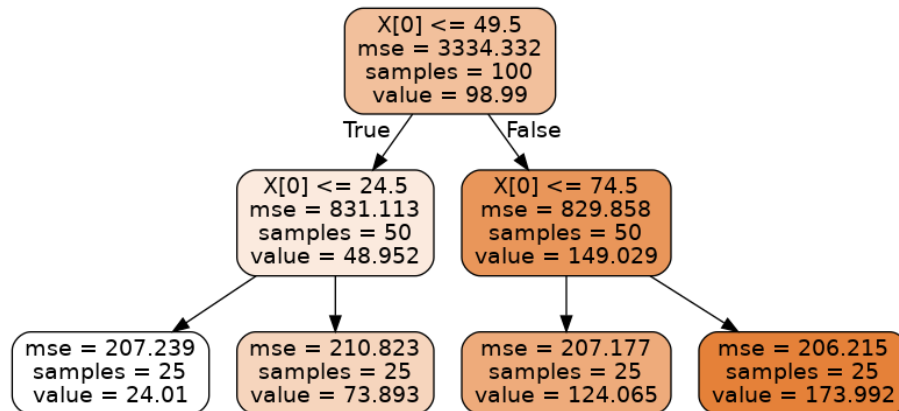 X[0] <= 49.5
mse = 3334.332
samples = 100
value = 98.99
True
False
X[0] <= 24.5
mse = 831.113
samples = 50
value = 48.952
X[0] <= 74.5
mse = 829.858
samples = 50
value = 149.029
mse = 207.239
samples = 25
value = 24.01
mse = 210.823
samples = 25
value = 73.893
mse = 207.177
samples = 25
value = 124.065
mse = 206.215
samples = 25
value = 173.992